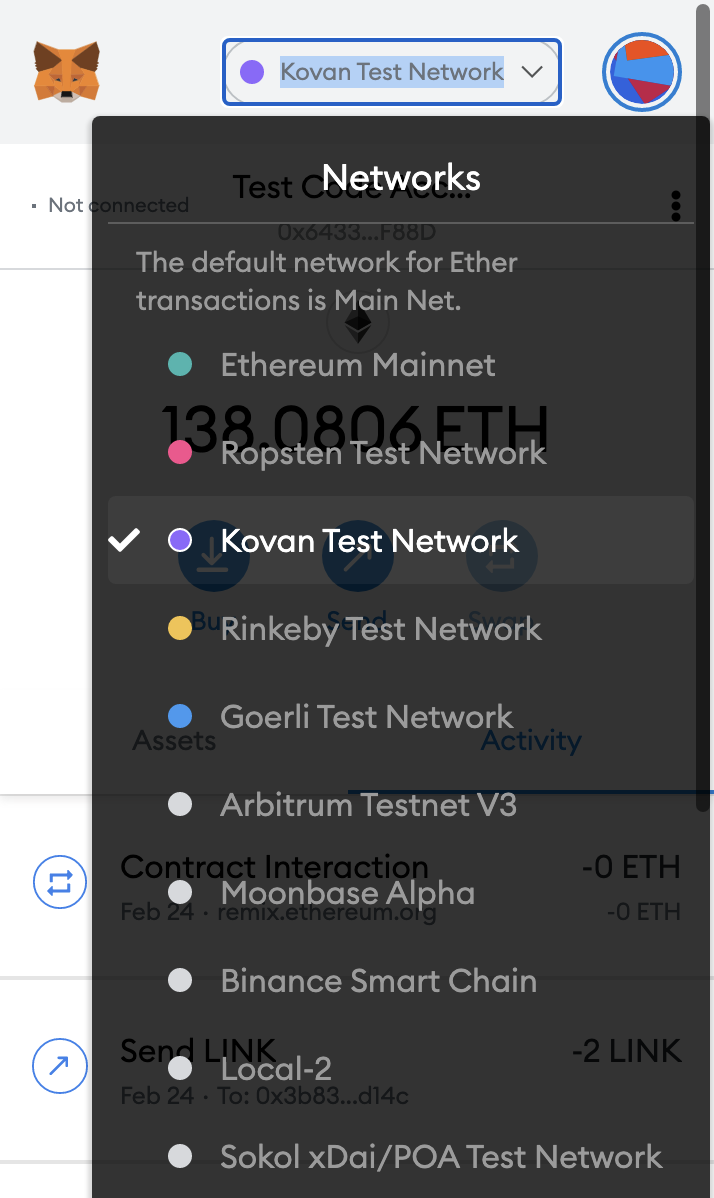 Kovan Test Network
Networks
Test Code Acc...
Not connected
0x6433...F88D
The default network for Ether
transactions is Main Net.
Ethereum Mainnet
138.0806 ETH
Ropsten Test Network
Kovan Test Network
Buy
Send
Swap
Rinkeby Test Network
Goerli Test Network
Assets
Activity
Arbitrum Testnet V3
Contract Interaction
-0 ETH
Moonbase Alpha
Feb 24 · remix.ethereum.org
-0 ETH
Binance Smart Chain
Send LINK
-2 LINK
Local-2
Feb 24 · To: 0x3b83...d14c
Sokol xDai/POA Test Network